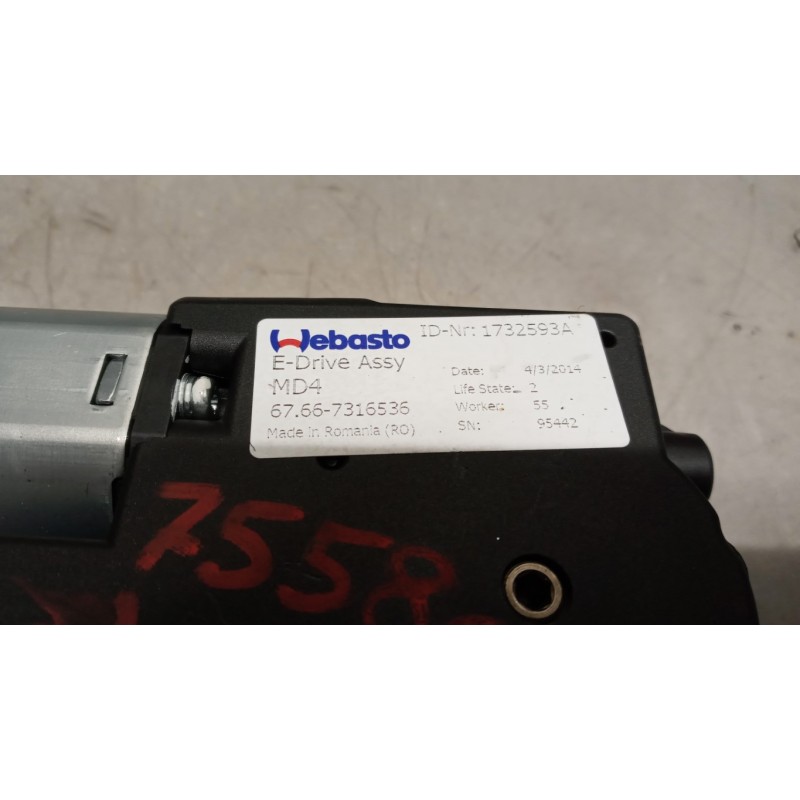 Webasto ID-Nr: 1732593A
E-Drive Assy
MD4
67.66-7316536
Made in Romania (RO)
Date: 4/3/2014
Life State: 2
Worker: 55
SN: 95442
7558